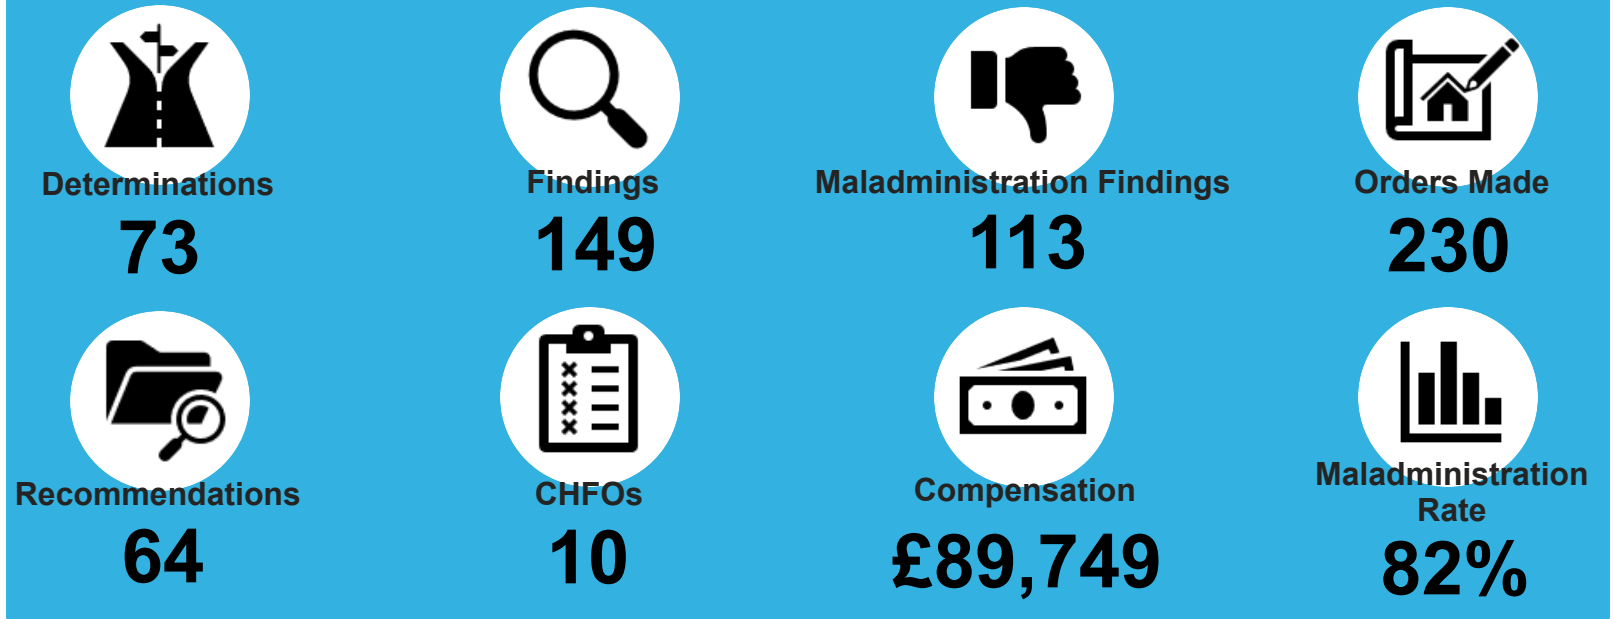 Determinations
73
Findings
149
Maladministration Findings
113
Orders Made
230
Recommendations
64
CHFOs
10
Compensation
£89,749
Maladministration
Rate
82%